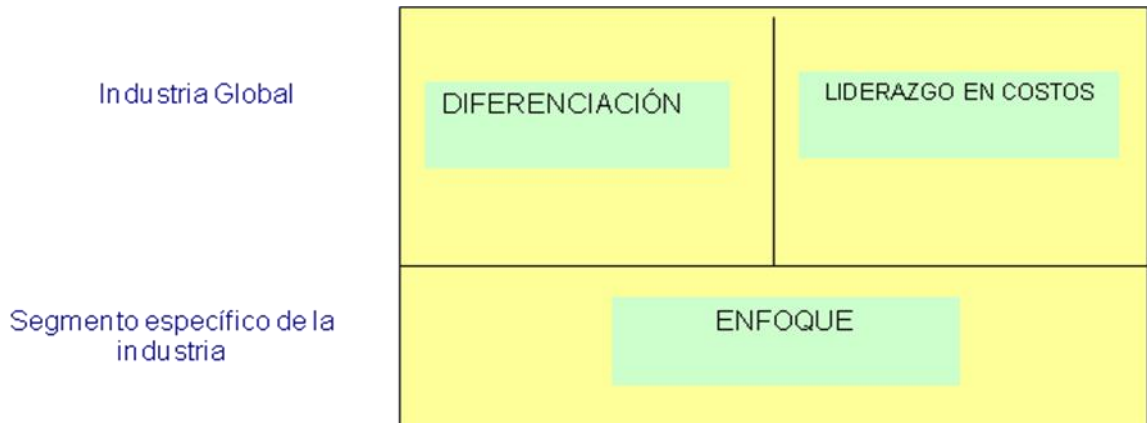 Industria Global
DIFERENCIACIÓN
LIDERAZGO EN COSTOS
Segmento específico de la
industria
ENFOQUE